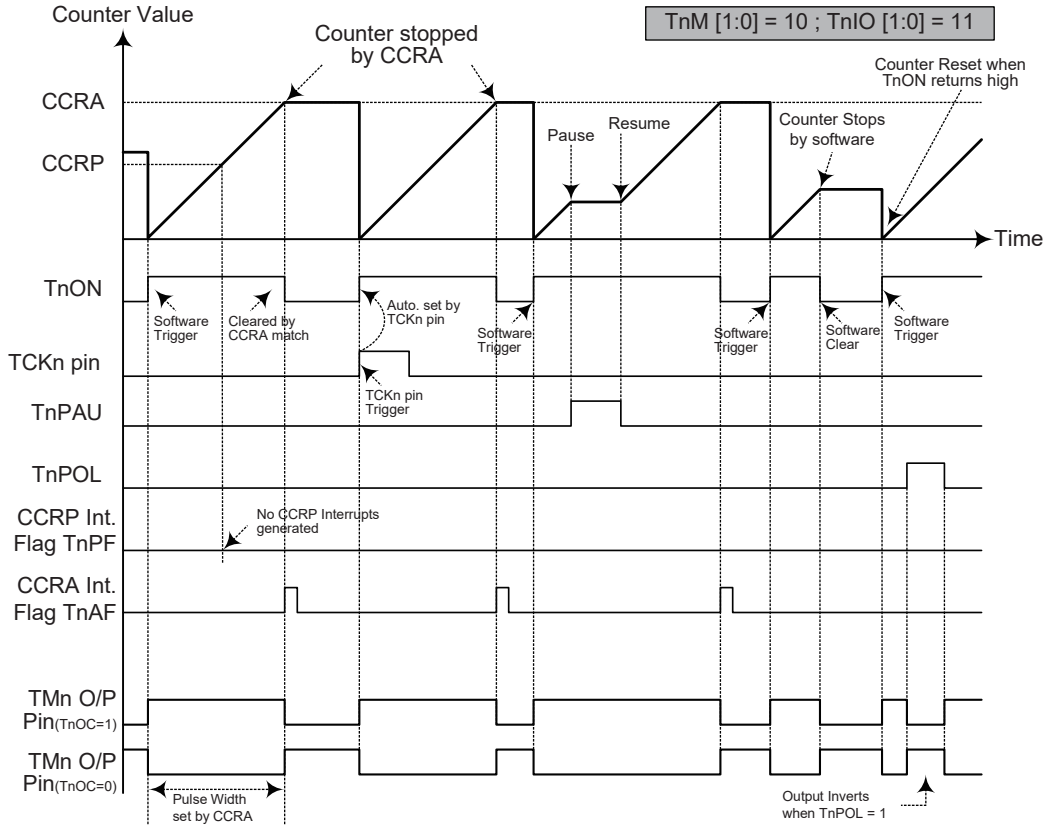 Counter Value
TnM [1:0] = 10 ; TnIO [1:0] = 11
Counter stopped
by CCRA
Counter Reset when
TnON returns high
CCRA
Counter Stops
by software
Pause
Resume
CCRP
Time
TnON
Software
Trigger
Cleared by
CCRA match
Auto. set by
TCKn pin
Software
Trigger
Software
Trigger
Software
Clear
Software
Trigger
TCKn pin
TCKn pin
Trigger
TnPAU
TnPOL
CCRP Int.
Flag TnPF
No CCRP Interrupts
generated
CCRA Int.
Flag TnAF
TMn O/P
Pin(TnOC=1)
TMn O/P
Pin(TnOC=0)
Pulse Width
set by CCRA
Output Inverts
when TnPOL = 1